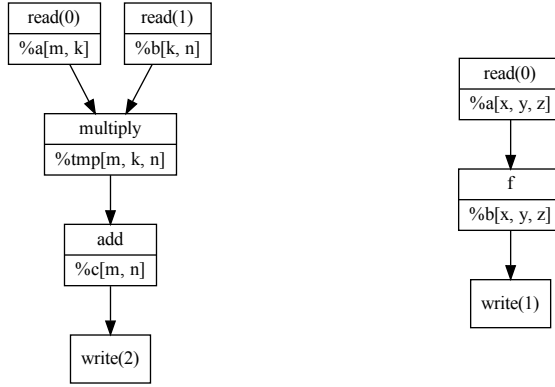 read(0)
%a[m, k]
read(1)
%b[k, n]
multiply
%tmp[m, k, n]
add
%c[m, n]
write(2)
read(0)
%a[x, y, z]
f
%b[x, y, z]
write(1)